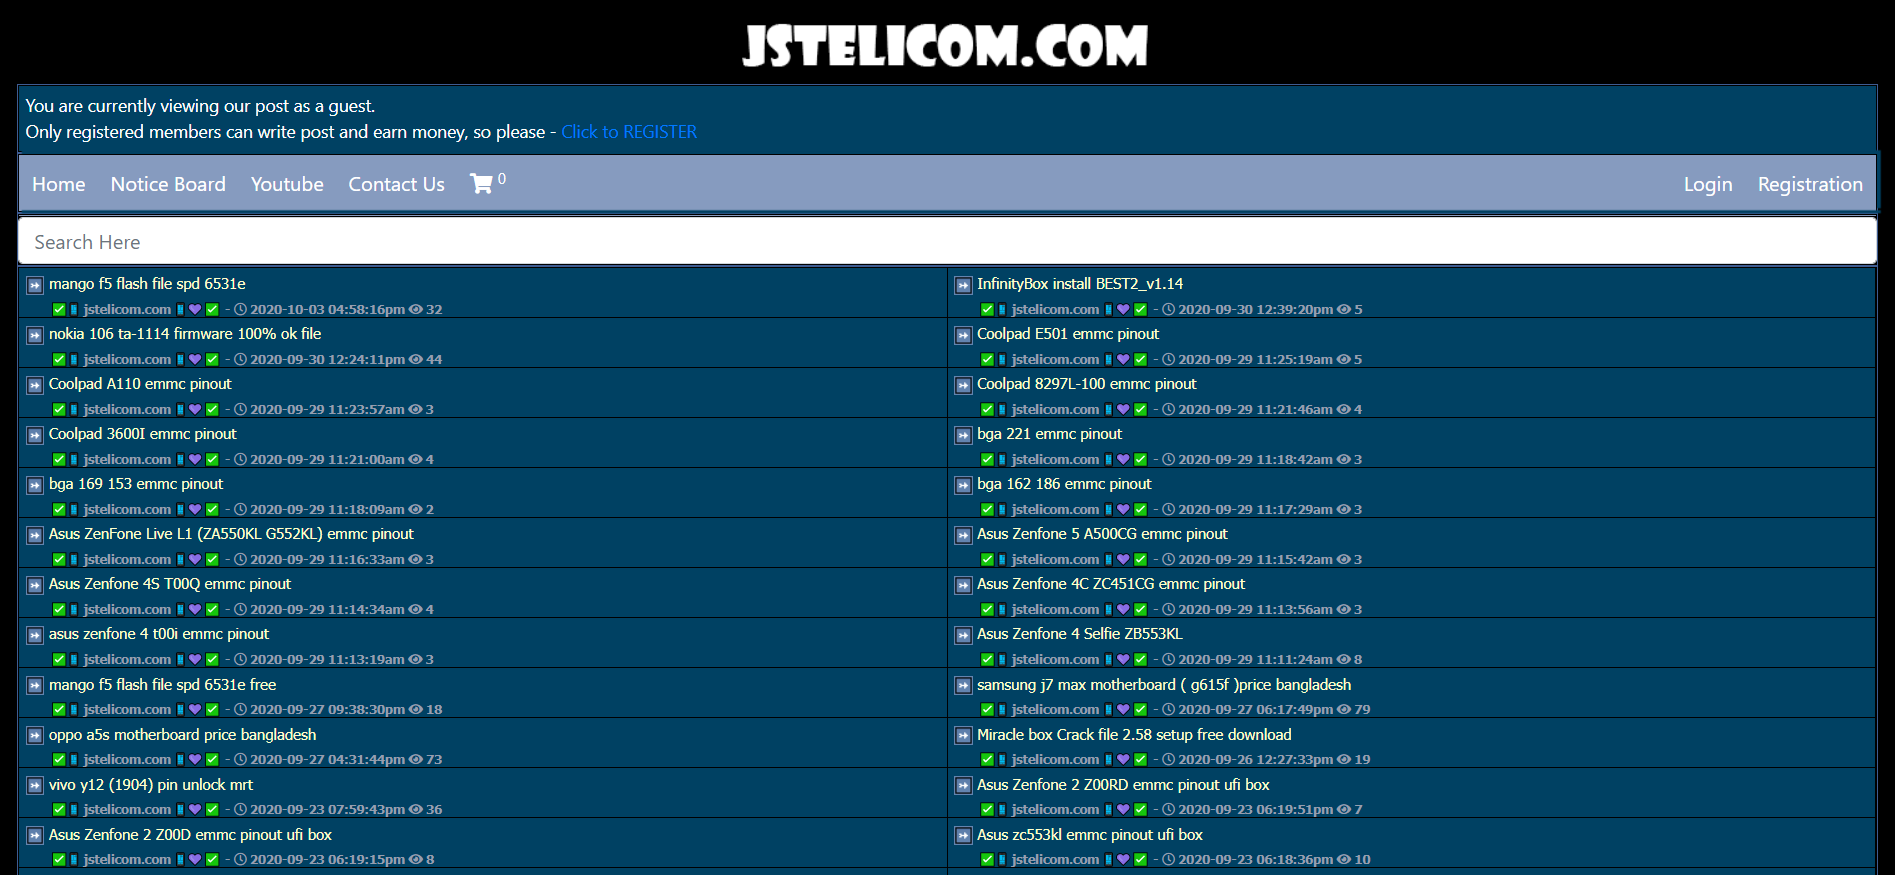 JSTELICOM.COM
You are currently viewing our post as a guest.
Only registered members can write post and earn money, so please - Click to REGISTER
Home Notice Board Youtube Contact Us 0 Login Registration
Search Here
mango f5 flash file spd 6531e
jstelicom.com - 2020-10-03 04:58:16pm 32
InfinityBox install BEST2_v1.14
jstelicom.com - 2020-09-30 12:39:20pm 5
nokia 106 ta-1114 firmware 100% ok file
jstelicom.com - 2020-09-30 12:24:11pm 44
Coolpad E501 emmc pinout
jstelicom.com - 2020-09-29 11:25:19am 5
Coolpad A110 emmc pinout
jstelicom.com - 2020-09-29 11:23:57am 3
Coolpad 8297L-100 emmc pinout
jstelicom.com - 2020-09-29 11:21:46am 4
Coolpad 3600I emmc pinout
jstelicom.com - 2020-09-29 11:21:00am 4
bga 221 emmc pinout
jstelicom.com - 2020-09-29 11:18:42am 3
bga 169 153 emmc pinout
jstelicom.com - 2020-09-29 11:18:09am 2
bga 162 186 emmc pinout
jstelicom.com - 2020-09-29 11:17:29am 3
Asus ZenFone Live L1 (ZA550KL G552KL) emmc pinout
jstelicom.com - 2020-09-29 11:16:33am 3
Asus Zenfone 5 A500CG emmc pinout
jstelicom.com - 2020-09-29 11:15:42am 3
Asus Zenfone 4S T00Q emmc pinout
jstelicom.com - 2020-09-29 11:14:34am 4
Asus Zenfone 4C ZC451CG emmc pinout
jstelicom.com - 2020-09-29 11:13:56am 3
asus zenfone 4 t00i emmc pinout
jstelicom.com - 2020-09-29 11:13:19am 3
Asus Zenfone 4 Selfie ZB553KL
jstelicom.com - 2020-09-29 11:11:24am 8
mango f5 flash file spd 6531e free
jstelicom.com - 2020-09-27 09:38:30pm 18
samsung j7 max motherboard ( g615f )price bangladesh
jstelicom.com - 2020-09-27 06:17:49pm 79
oppo a5s motherboard price bangladesh
jstelicom.com - 2020-09-27 04:31:44pm 73
Miracle box Crack file 2.58 setup free download
jstelicom.com - 2020-09-26 12:27:33pm 19
vivo y12 (1904) pin unlock mrt
jstelicom.com - 2020-09-23 07:59:43pm 36
Asus Zenfone 2 Z00RD emmc pinout ufi box
jstelicom.com - 2020-09-23 06:19:51pm 7
Asus Zenfone 2 Z00D emmc pinout ufi box
jstelicom.com - 2020-09-23 06:19:15pm 8
Asus zc553kl emmc pinout ufi box
jstelicom.com - 2020-09-23 06:18:36pm 10